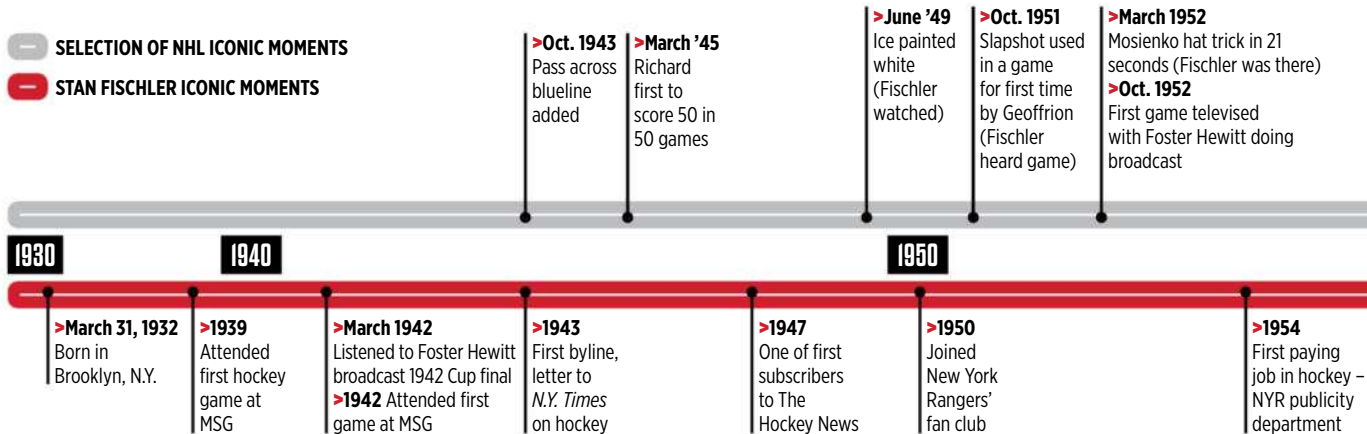 SELECTION OF NHL ICONIC MOMENTS
STAN FISCHLER ICONIC MOMENTS
>Oct. 1943
Pass across
blueline
added
>March ’45
Richard
first to
score 50 in
50 games
>June ’49
Ice painted
white
(Fischler
watched)
>Oct. 1951
Slapshot used
in a game
for first time
by Geoffrion
(Fischler
heard game)
>March 1952
Mosienko hat trick in 21
seconds (Fischler was there)
>Oct. 1952
First game televised
with Foster Hewitt doing
broadcast
1930
1940
1950
>March 31, 1932
Born in
Brooklyn, N.Y.
>1939
Attended
first hockey
game at
MSG
>March 1942
Listened to Foster Hewitt
broadcast 1942 Cup final
>1942 Attended first
game at MSG
>1943
First byline,
letter to
N.Y. Times
on hockey
>1947
One of first
subscribers
to The
Hockey News
>1950
Joined
New York
Rangers’
fan club
>1954
First paying
job in hockey –
NYR publicity
department